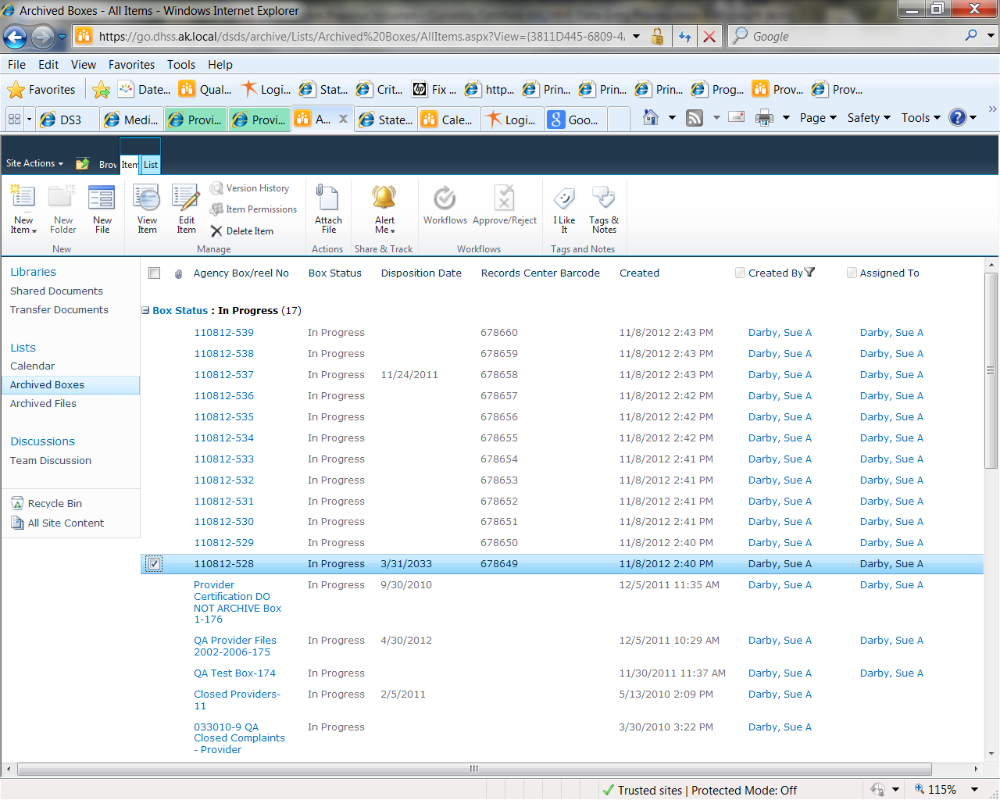 Archived Boxes - All Items - Windows Internet Explorer
https://go.dhss.ak.local/dsds/archive/Lists/Archived%20Boxes/AllItems.aspx?View={3811D445-6809-4
Google
File Edit View Favorites Tools Help
Favorites Date... Qual... Logi... Stat... Crit... Fix ... http... Prin... Prin... Prin... Prog... Prov... Prov...
DS3 Medi... Provi... Provi... A... State... Cale... Logi... Goo... Page Safety Tools
Site Actions Brov Item List
New Item New Folder New File View Item Edit Item Version History Item Permissions Delete Item Attach File Alert Me Workflows Approve/Reject I Like It Tags & Notes
New Manage Actions Share & Track Workflows Tags and Notes
Libraries
Shared Documents
Transfer Documents
Lists
Calendar
Archived Boxes
Archived Files
Discussions
Team Discussion
Recycle Bin
All Site Content
Agency Box/reel No Box Status Disposition Date Records Center Barcode Created Created By Assigned To
Box Status : In Progress (17)
110812-539 In Progress 678660 11/8/2012 2:43 PM Darby, Sue A Darby, Sue A
110812-538 In Progress 678659 11/8/2012 2:43 PM Darby, Sue A Darby, Sue A
110812-537 In Progress 11/24/2011 678658 11/8/2012 2:43 PM Darby, Sue A Darby, Sue A
110812-536 In Progress 678657 11/8/2012 2:42 PM Darby, Sue A Darby, Sue A
110812-535 In Progress 678656 11/8/2012 2:42 PM Darby, Sue A Darby, Sue A
110812-534 In Progress 678655 11/8/2012 2:42 PM Darby, Sue A Darby, Sue A
110812-533 In Progress 678654 11/8/2012 2:41 PM Darby, Sue A Darby, Sue A
110812-532 In Progress 678653 11/8/2012 2:41 PM Darby, Sue A Darby, Sue A
110812-531 In Progress 678652 11/8/2012 2:41 PM Darby, Sue A Darby, Sue A
110812-530 In Progress 678651 11/8/2012 2:41 PM Darby, Sue A Darby, Sue A
110812-529 In Progress 678650 11/8/2012 2:40 PM Darby, Sue A Darby, Sue A
110812-528 In Progress 3/31/2033 678649 11/8/2012 2:40 PM Darby, Sue A Darby, Sue A
Provider In Progress 9/30/2010 12/5/2011 11:35 AM Darby, Sue A Darby, Sue A
Certification DO
NOT ARCHIVE Box
1-176
QA Provider Files In Progress 4/30/2012 12/5/2011 10:29 AM Darby, Sue A Darby, Sue A
2002-2006-175
QA Test Box-174 In Progress 11/30/2011 11:37 AM Darby, Sue A Darby, Sue A
Closed Providers- In Progress 2/5/2011 5/13/2010 2:09 PM Darby, Sue A
11
033010-9 QA In Progress 3/30/2010 3:22 PM Darby, Sue A
Closed Complaints
- Provider
Trusted sites | Protected Mode: Off 115%